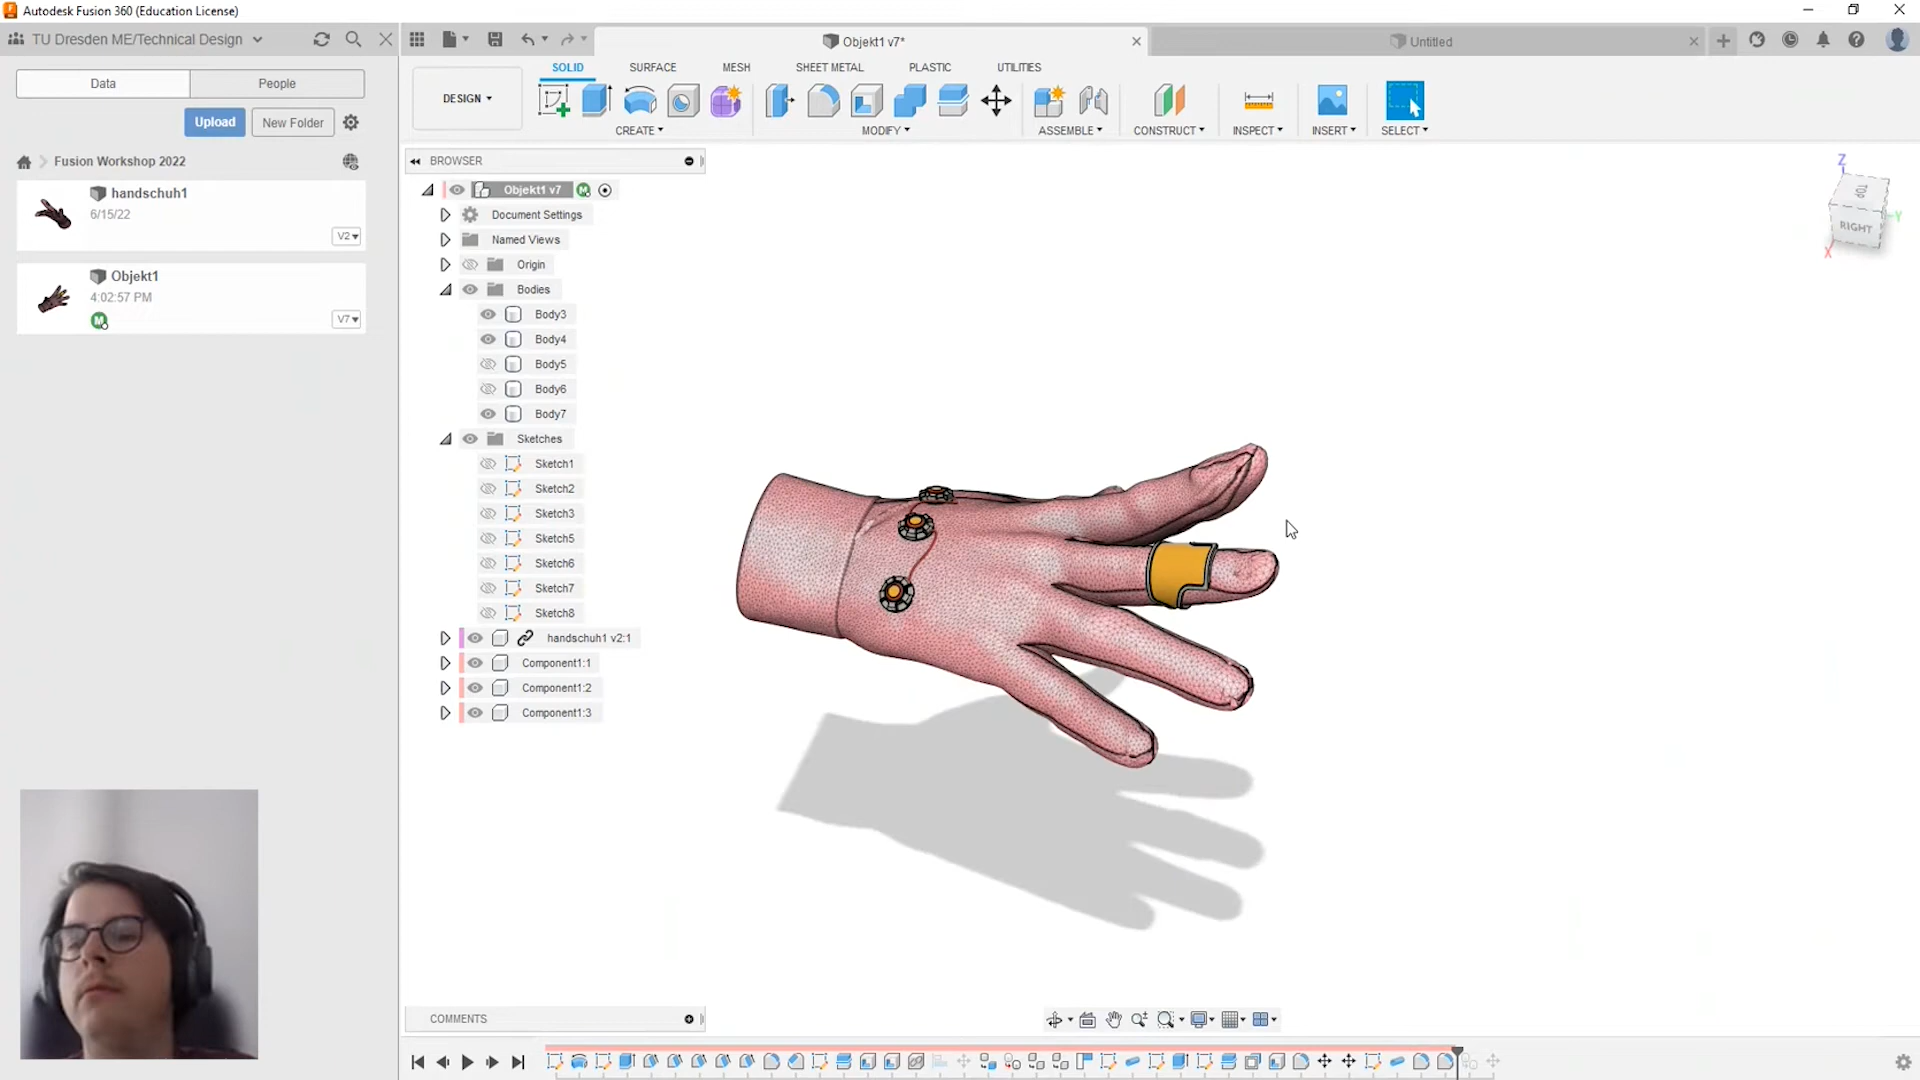 Autodesk Fusion 360 (Education License)
TU Dresden ME/Technical Design
Objekt1 v7*
Untitled
Data
People
Upload
New Folder
Fusion Workshop 2022
handschuh1
6/15/22
V2
Objekt1
4:02:57 PM
M
V7
DESIGN
SOLID
SURFACE
MESH
SHEET METAL
PLASTIC
UTILITIES
CREATE
MODIFY
ASSEMBLE
CONSTRUCT
INSPECT
INSERT
SELECT
BROWSER
Objekt1 v7
M
Document Settings
Named Views
Origin
Bodies
Body3
Body4
Body5
Body6
Body7
Sketches
Sketch1
Sketch2
Sketch3
Sketch5
Sketch6
Sketch7
Sketch8
handschuh1 v2:1
Component1:1
Component1:2
Component1:3
Z
TOP
Y
RIGHT
X
COMMENTS